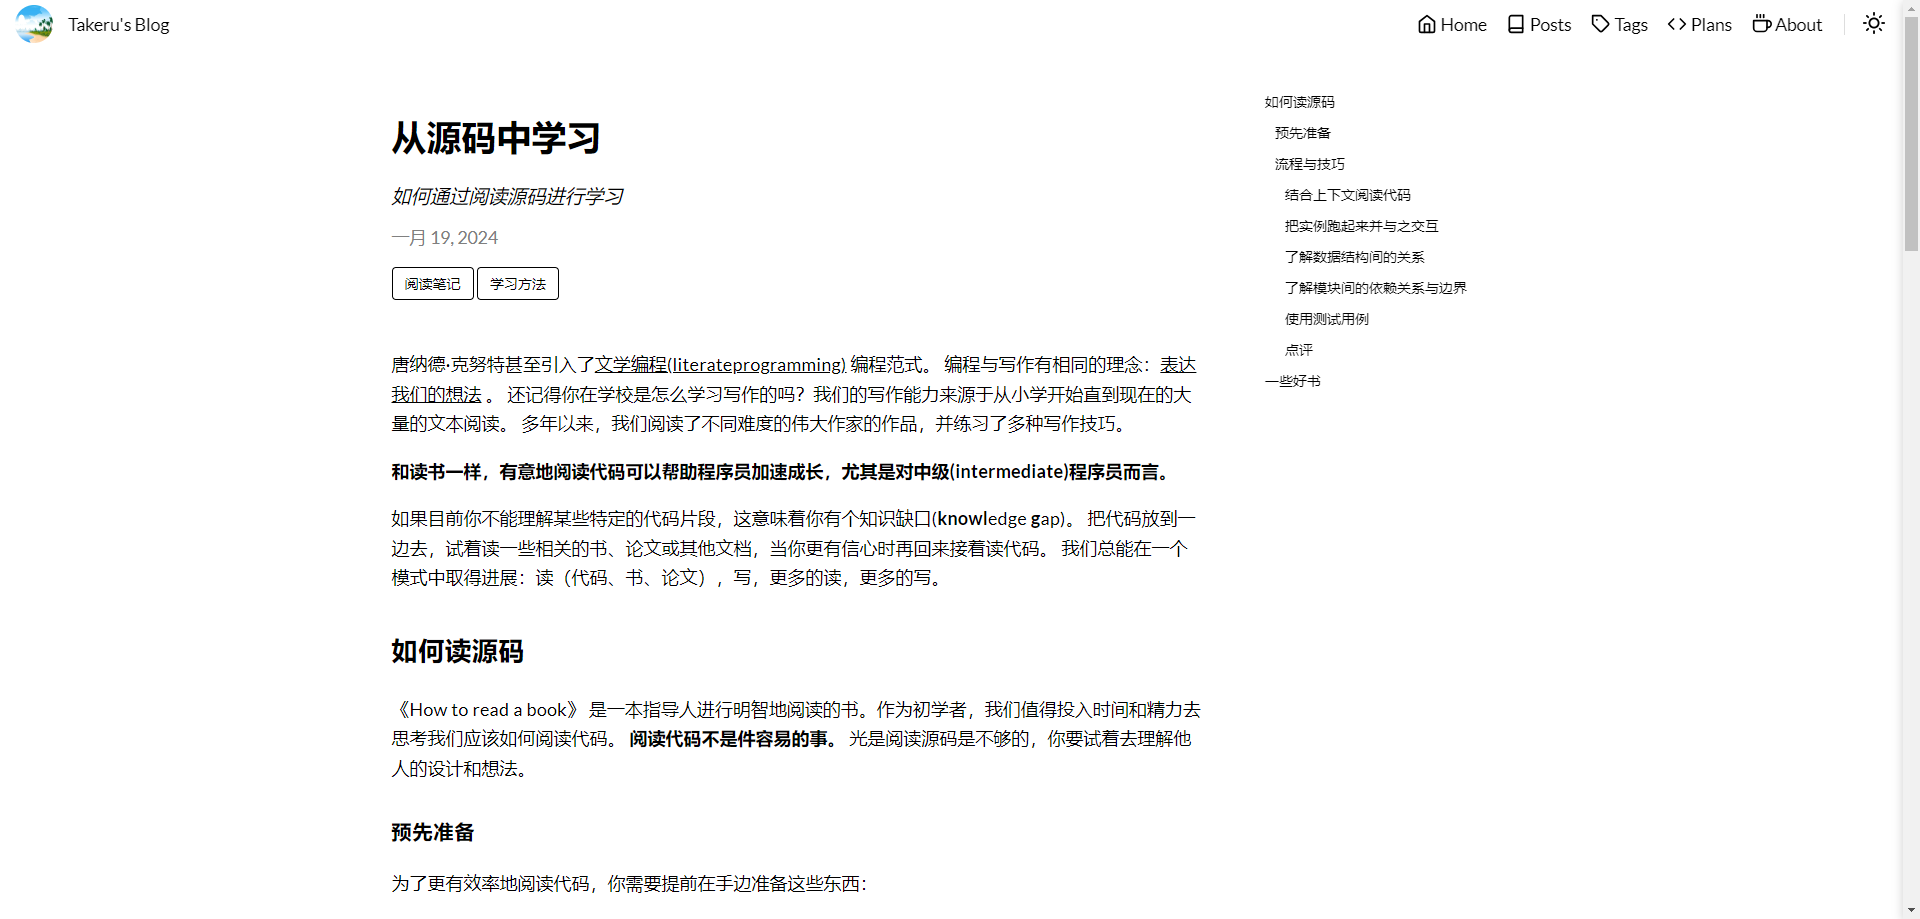 Takeru's Blog
Home
Posts
Tags
Plans
About
从源码中学习
如何通过阅读源码进行学习
一月 19, 2024
阅读笔记
学习方法
唐纳德·克努特甚至引入了文学编程(literateprogramming) 编程范式。 编程与写作有相同的理念：表达
我们的想法 。 还记得你在学校是怎么学习写作的吗？我们的写作能力来源于从小学开始直到现在的大
量的文本阅读。 多年以来，我们阅读了不同难度的伟大作家的作品，并练习了多种写作技巧。
和读书一样，有意地阅读代码可以帮助程序员加速成长，尤其是对中级(intermediate)程序员而言。
如果目前你不能理解某些特定的代码片段，这意味着你有个知识缺口(knowledge gap)。 把代码放到一
边去，试着读一些相关的书、论文或其他文档，当你更有信心时再回来接着读代码。 我们总能在一个
模式中取得进展：读（代码、书、论文），写，更多的读，更多的写。
如何读源码
《How to read a book》 是一本指导人进行明智地阅读的书。作为初学者，我们值得投入时间和精力去
思考我们应该如何阅读代码。 阅读代码不是件容易的事。 光是阅读源码是不够的，你要试着去理解他
人的设计和想法。
预先准备
为了更有效率地阅读代码，你需要提前在手边准备这些东西：
如何读源码
预先准备
流程与技巧
结合上下文阅读代码
把实例跑起来并与之交互
了解数据结构间的关系
了解模块间的依赖关系与边界
使用测试用例
点评
一些好书